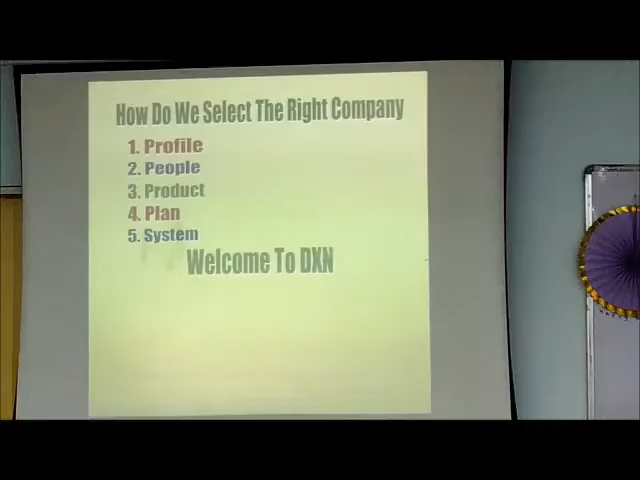 How Do We Select The Right Company
1. Profile
2. People
3. Product
4. Plan
5. System
Welcome To DXN